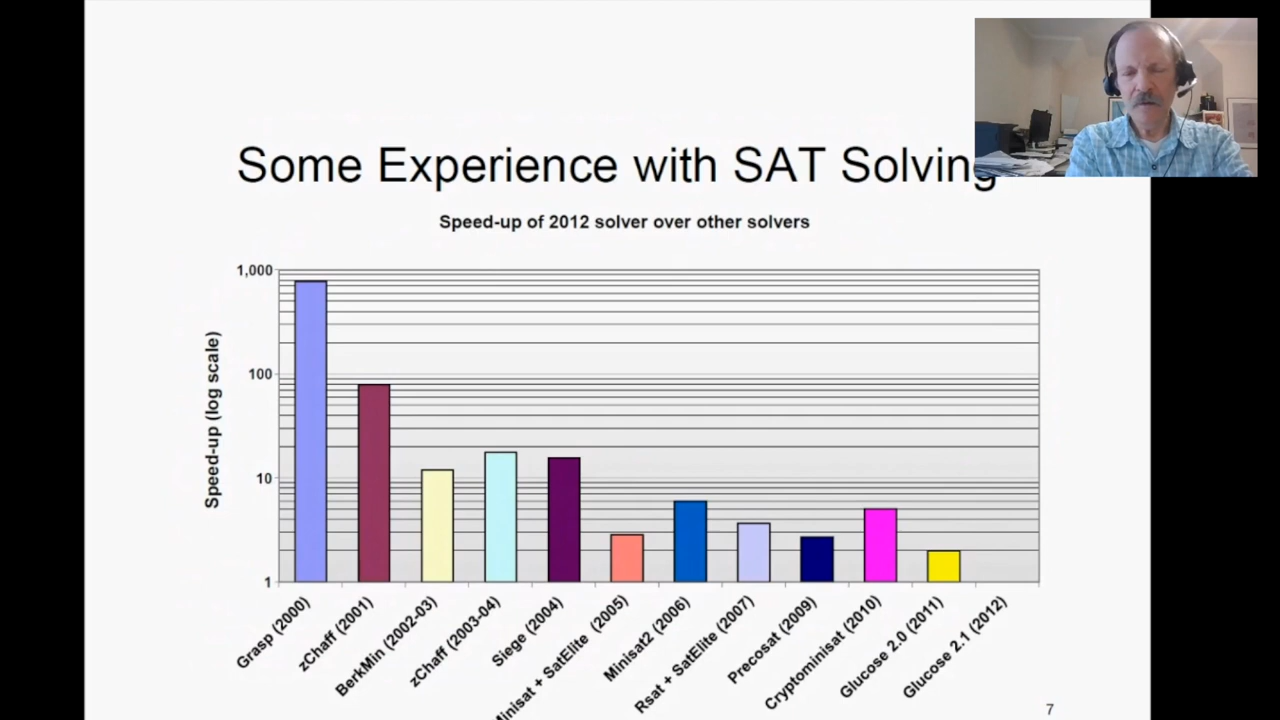 Some Experience with SAT Solving
Speed-up of 2012 solver over other solvers
Speed-up (log scale)
1,000
100
10
1
Grasp (2000)
zChaff (2001)
BerkMin (2002-03)
zChaff (2003-04)
Siege (2004)
inisat + SatElite (2005)
Minisat2 (2006)
Rsat + SatElite (2007)
Precosat (2009)
Cryptominisat (2010)
Glucose 2.0 (2011)
Glucose 2.1 (2012)
7